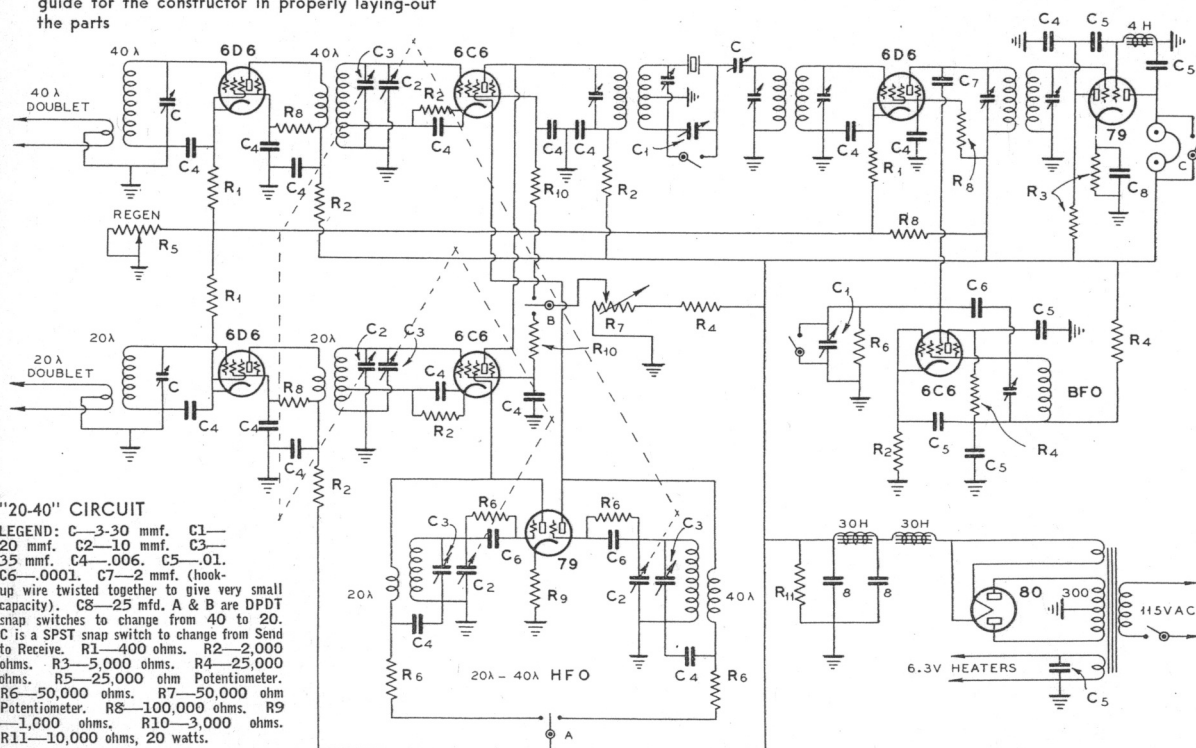 guide for the constructor in properly laying-out
the parts
40λ
6D6
40λ
C3
C2
6C6
C
6D6
C7
C4
C5
4H
C5
40λ
DOUBLET
C
C4
R8
C4
C4
R2
C4
C4
C4
C1
C4
C4
R8
79
R3
C8
C
R1
R2
R10
R2
R1
REGEN
R5
R8
R1
B
R7
R4
R10
C1
R6
C6
C5
6C6
R4
BFO
20λ
6D6
20λ
C2
C3
6C6
20λ
DOUBLET
C
C4
R8
C4
C4
R2
C4
R2
C4
R2
C5
C5
R4
"20-40" CIRCUIT
LEGEND: C—3-30 mmf. C1—
20 mmf. C2—10 mmf. C3—
35 mmf. C4—.006. C5—.01.
C6—.0001. C7—2 mmf. (hook-
up wire twisted together to give very small
capacity). C8—25 mfd. A & B are DPDT
snap switches to change from 40 to 20.
C is a SPST snap switch to change from Send
to Receive. R1—400 ohms. R2—2,000
ohms. R3—5,000 ohms. R4—25,000
ohms. R5—25,000 ohm Potentiometer.
R6—50,000 ohms. R7—50,000 ohm
Potentiometer. R8—100,000 ohms. R9
—1,000 ohms. R10—3,000 ohms.
R11—10,000 ohms, 20 watts.
C3
R6
C6
C2
79
R6
C6
C3
C2
20λ
R9
40λ
C4
C4
R6
20λ - 40λ HFO
R6
A
30H
30H
R11
8
8
80
300
115VAC
6.3V HEATERS
C5